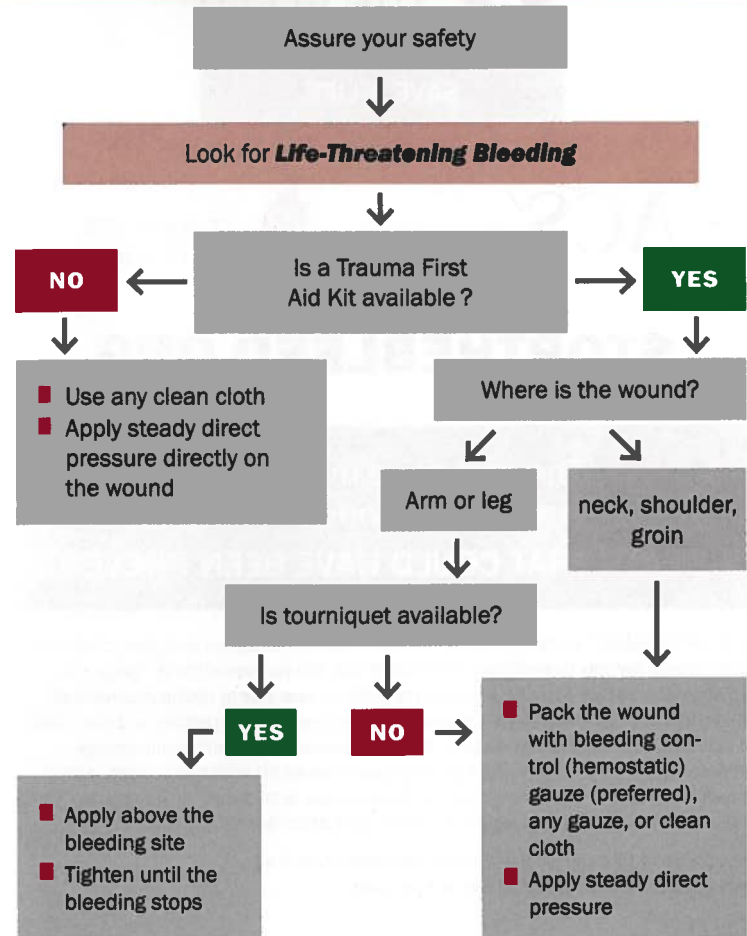 Assure your safety
Look for Life-Threatening Bleeding
Is a Trauma First
Aid Kit available ?
NO
YES
Use any clean cloth
Apply steady direct
pressure directly on
the wound
Where is the wound?
Arm or leg
neck, shoulder,
groin
Is tourniquet available?
YES
NO
Apply above the
bleeding site
Tighten until the
bleeding stops
Pack the wound
with bleeding con-
trol (hemostatic)
gauze (preferred),
any gauze, or clean
cloth
Apply steady direct
pressure